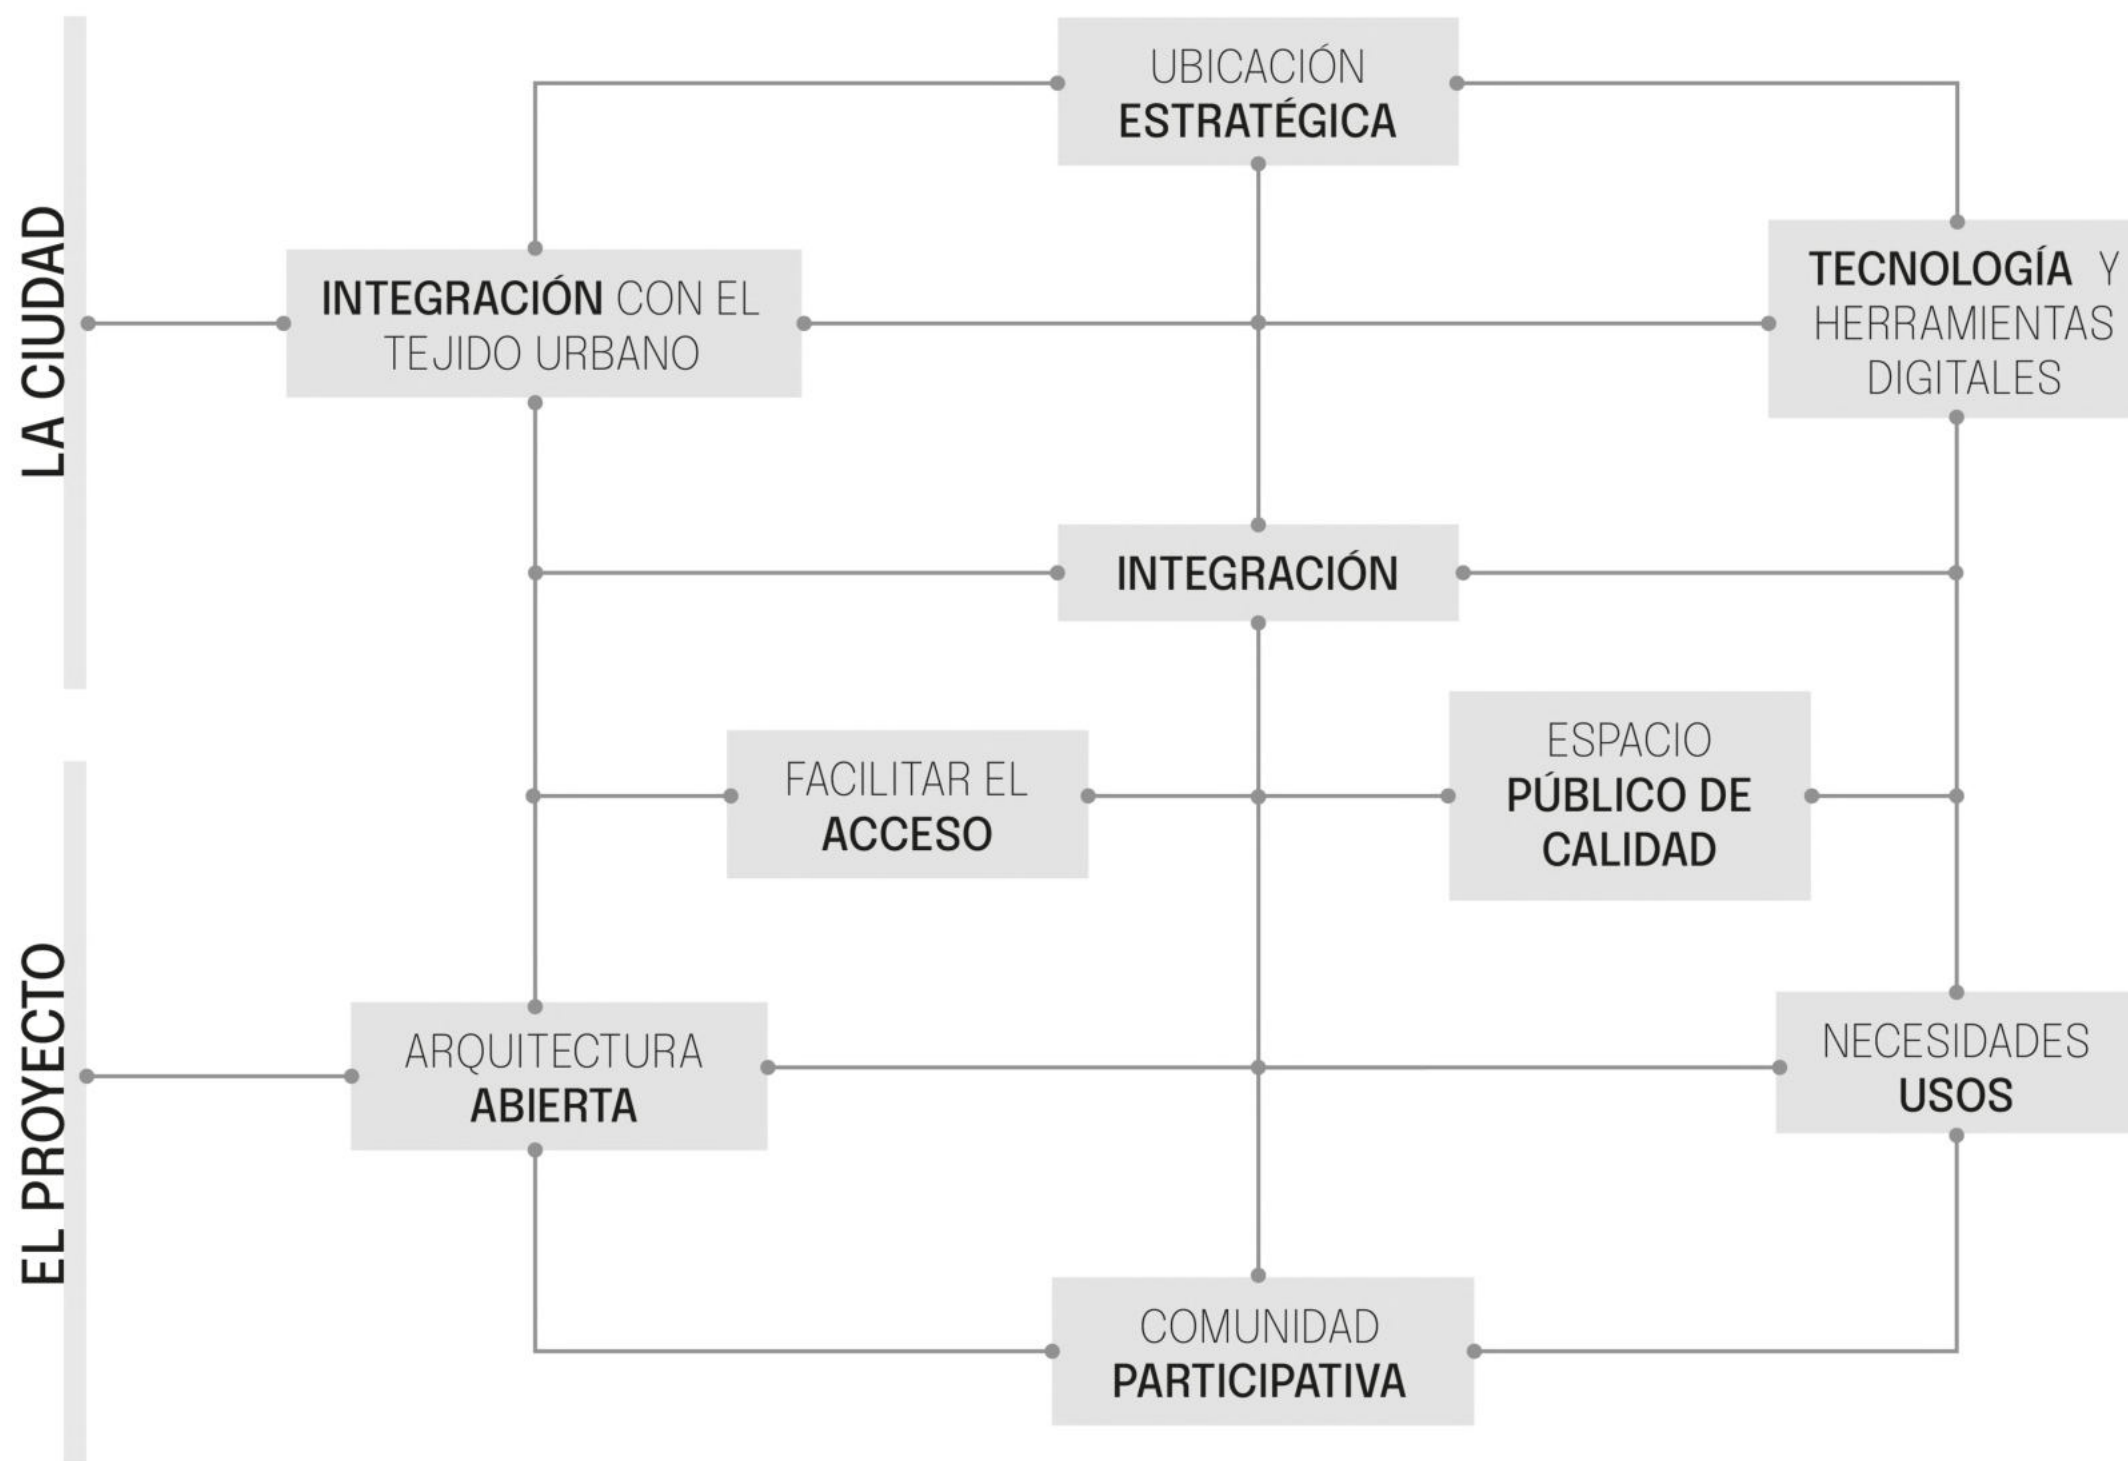 UBICACIÓN
ESTRATÉGICA
LA CIUDAD
INTEGRACIÓN CON EL
TEJIDO URBANO
TECNOLOGÍA Y
HERRAMIENTAS
DIGITALES
INTEGRACIÓN
FACILITAR EL
ACCESO
ESPACIO
PÚBLICO DE
CALIDAD
EL PROYECTO
ARQUITECTURA
ABIERTA
NECESIDADES
USOS
COMUNIDAD
PARTICIPATIVA